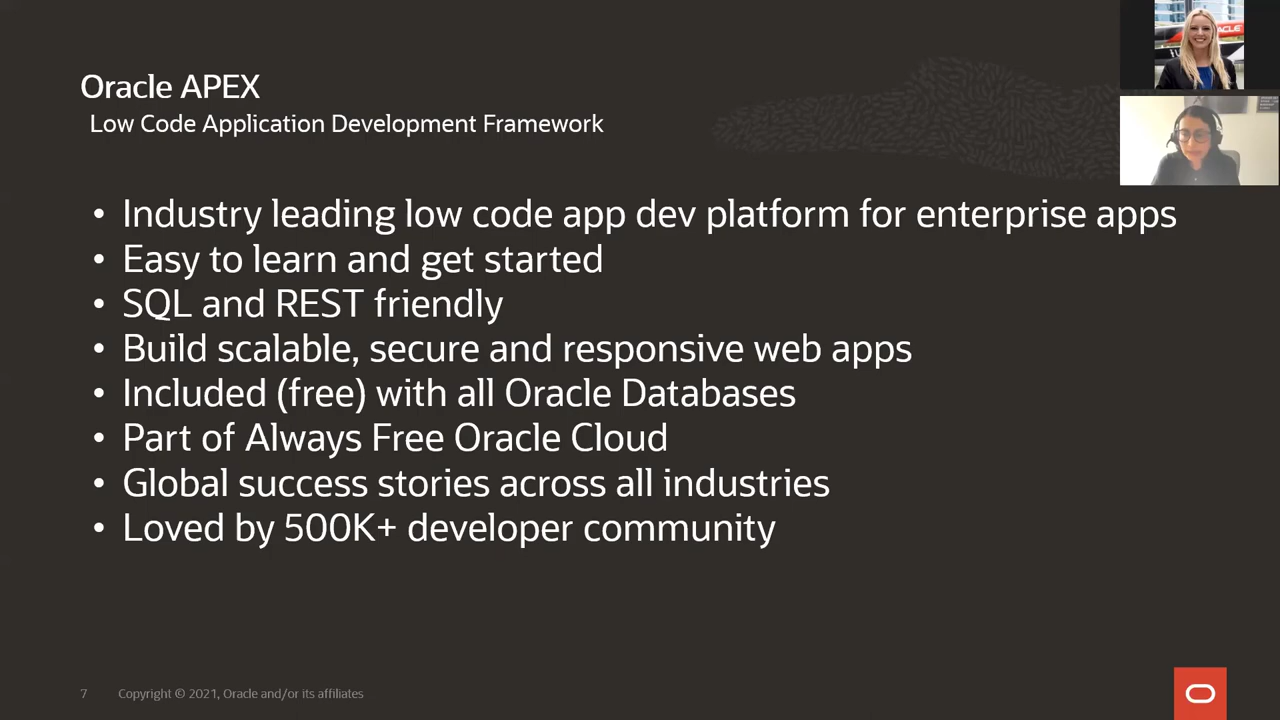 Oracle APEX
Low Code Application Development Framework
• Industry leading low code app dev platform for enterprise apps
• Easy to learn and get started
• SQL and REST friendly
• Build scalable, secure and responsive web apps
• Included (free) with all Oracle Databases
• Part of Always Free Oracle Cloud
• Global success stories across all industries
• Loved by 500K+ developer community
7 Copyright © 2021, Oracle and/or its affiliates